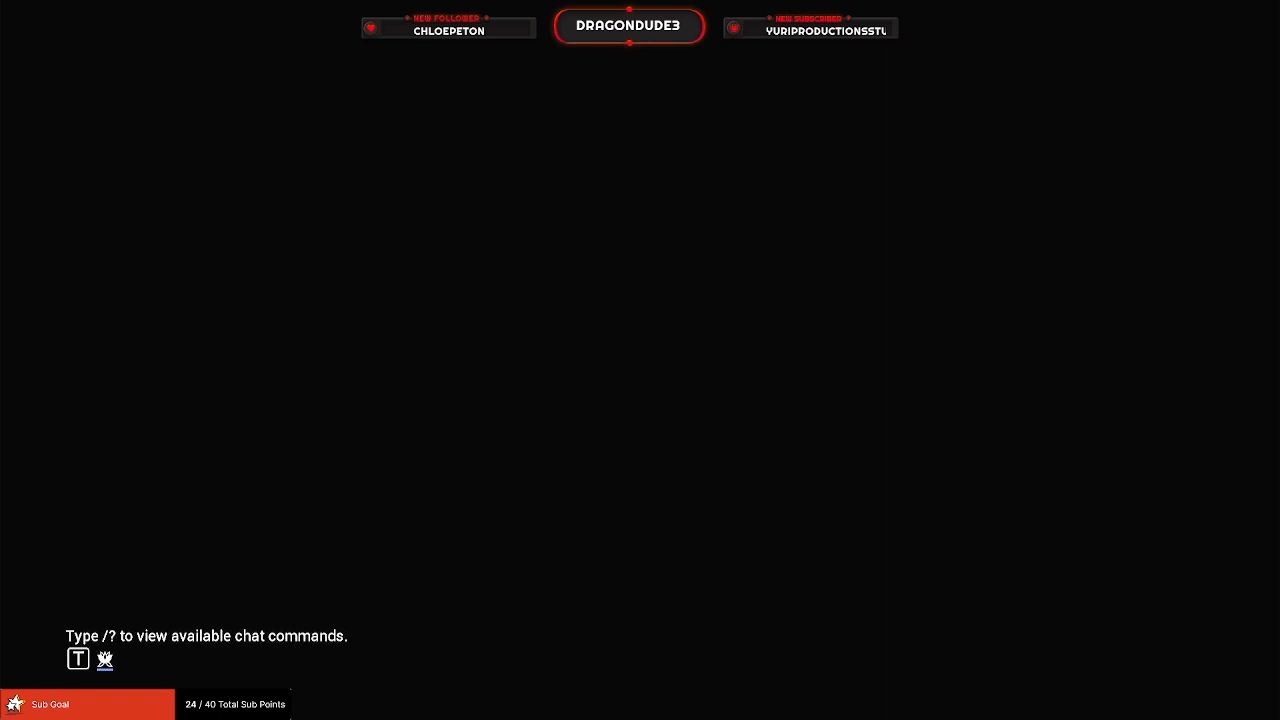 NEW FOLLOWER
CHLOEPETON
DRAGONDUDE3
NEW SUBSCRIBER
YURIPRODUCTIONSSTU
Type /? to view available chat commands.
T
Sub Goal
24 / 40 Total Sub Points